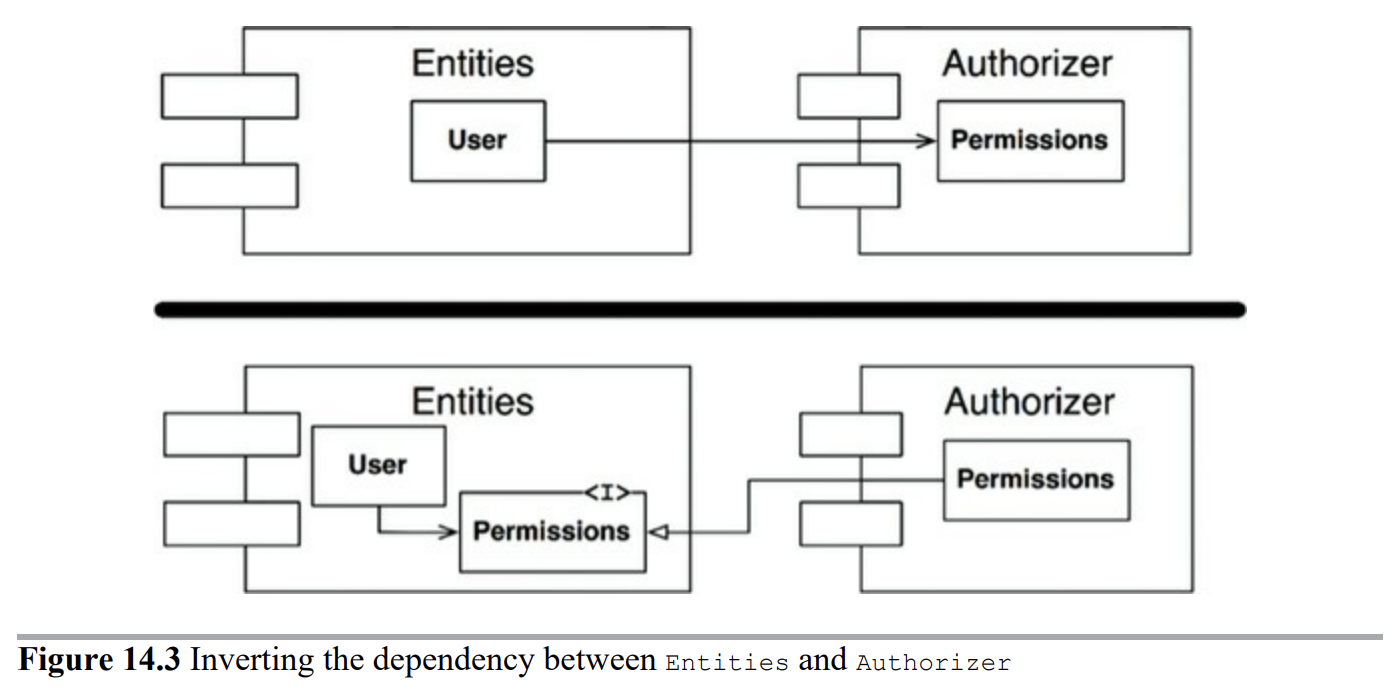 Entities
Authorizer
User
Permissions
Entities
Authorizer
User
Permissions
<I>
Permissions
Figure 14.3 Inverting the dependency between Entities and Authorizer